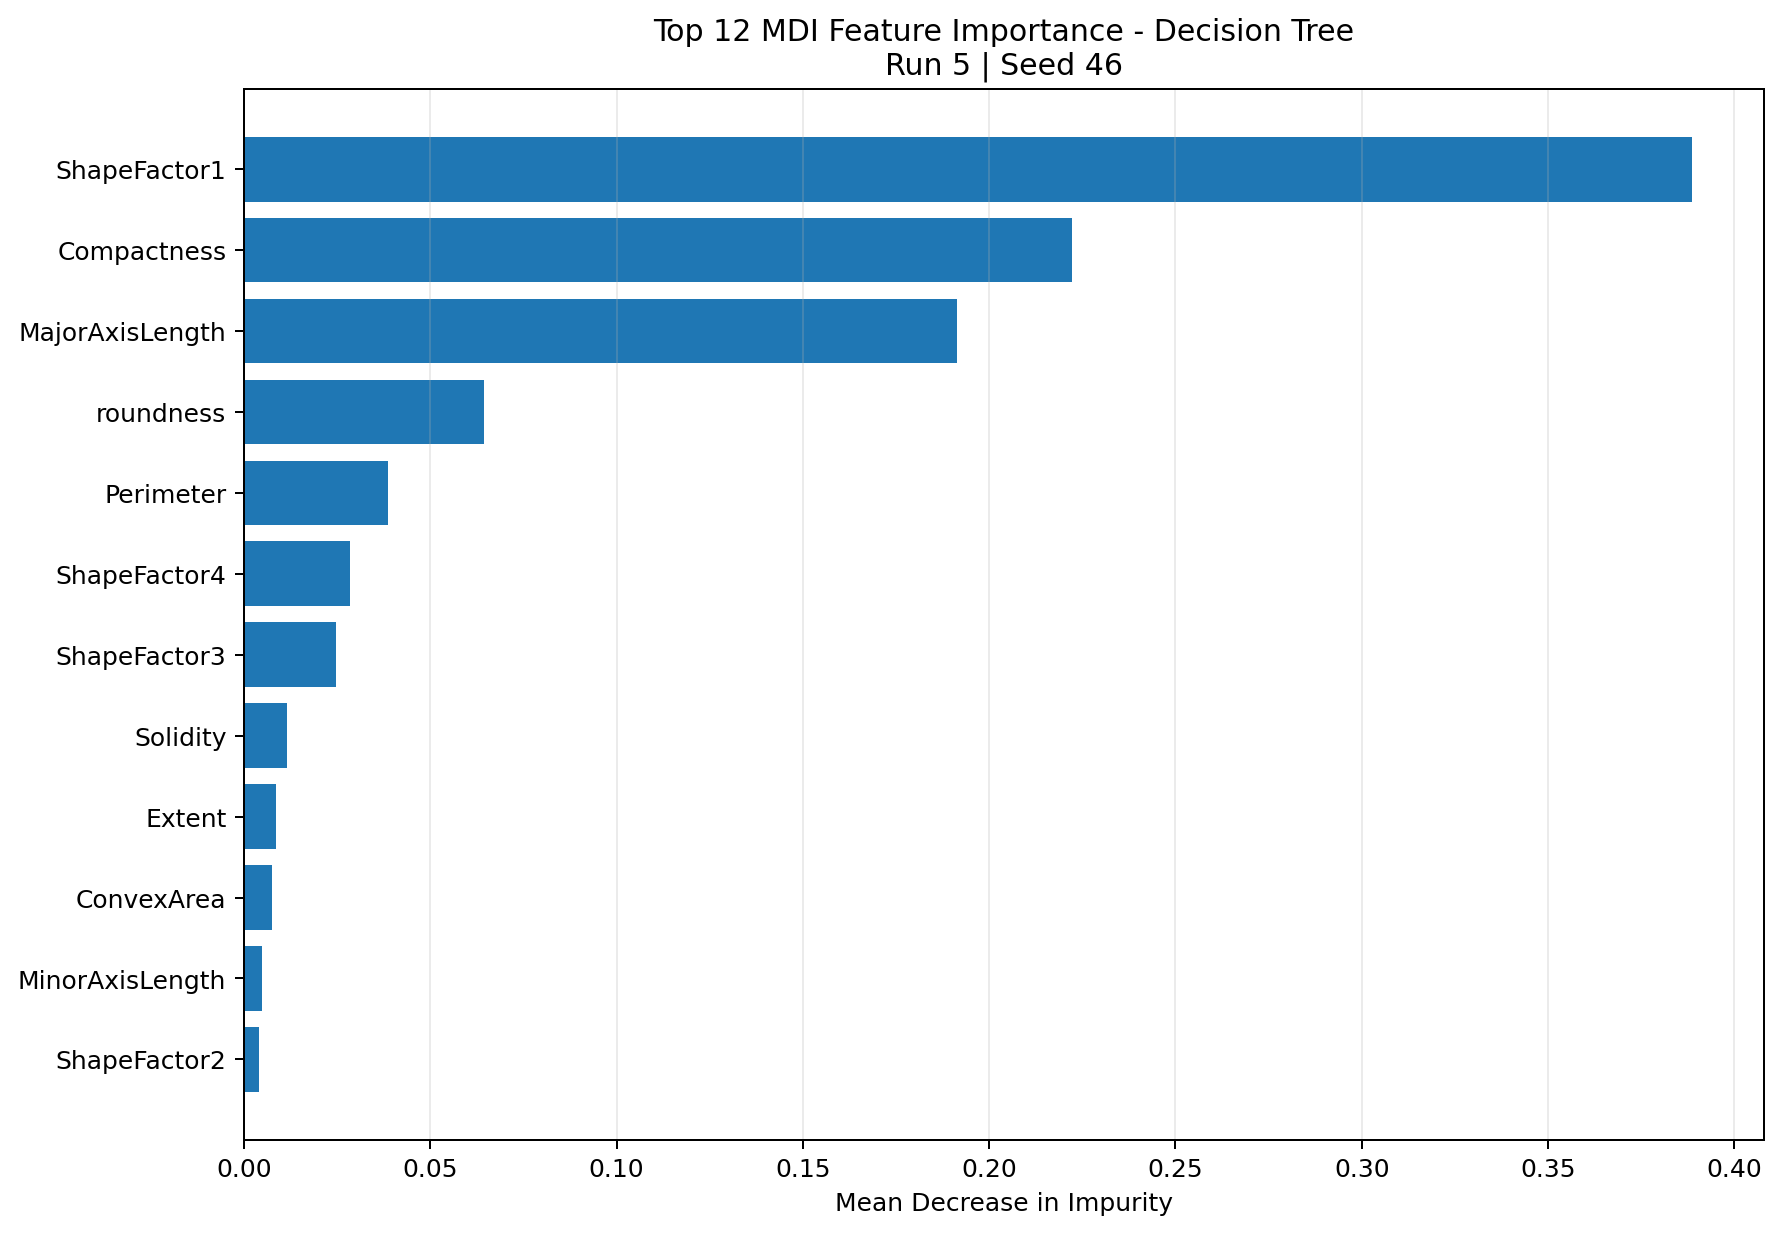 Top 12 MDI Feature Importance - Decision Tree
Run 5 | Seed 46
ShapeFactor1
Compactness
MajorAxisLength
roundness
Perimeter
ShapeFactor4
ShapeFactor3
Solidity
Extent
ConvexArea
MinorAxisLength
ShapeFactor2
0.00 0.05 0.10 0.15 0.20 0.25 0.30 0.35 0.40
Mean Decrease in Impurity